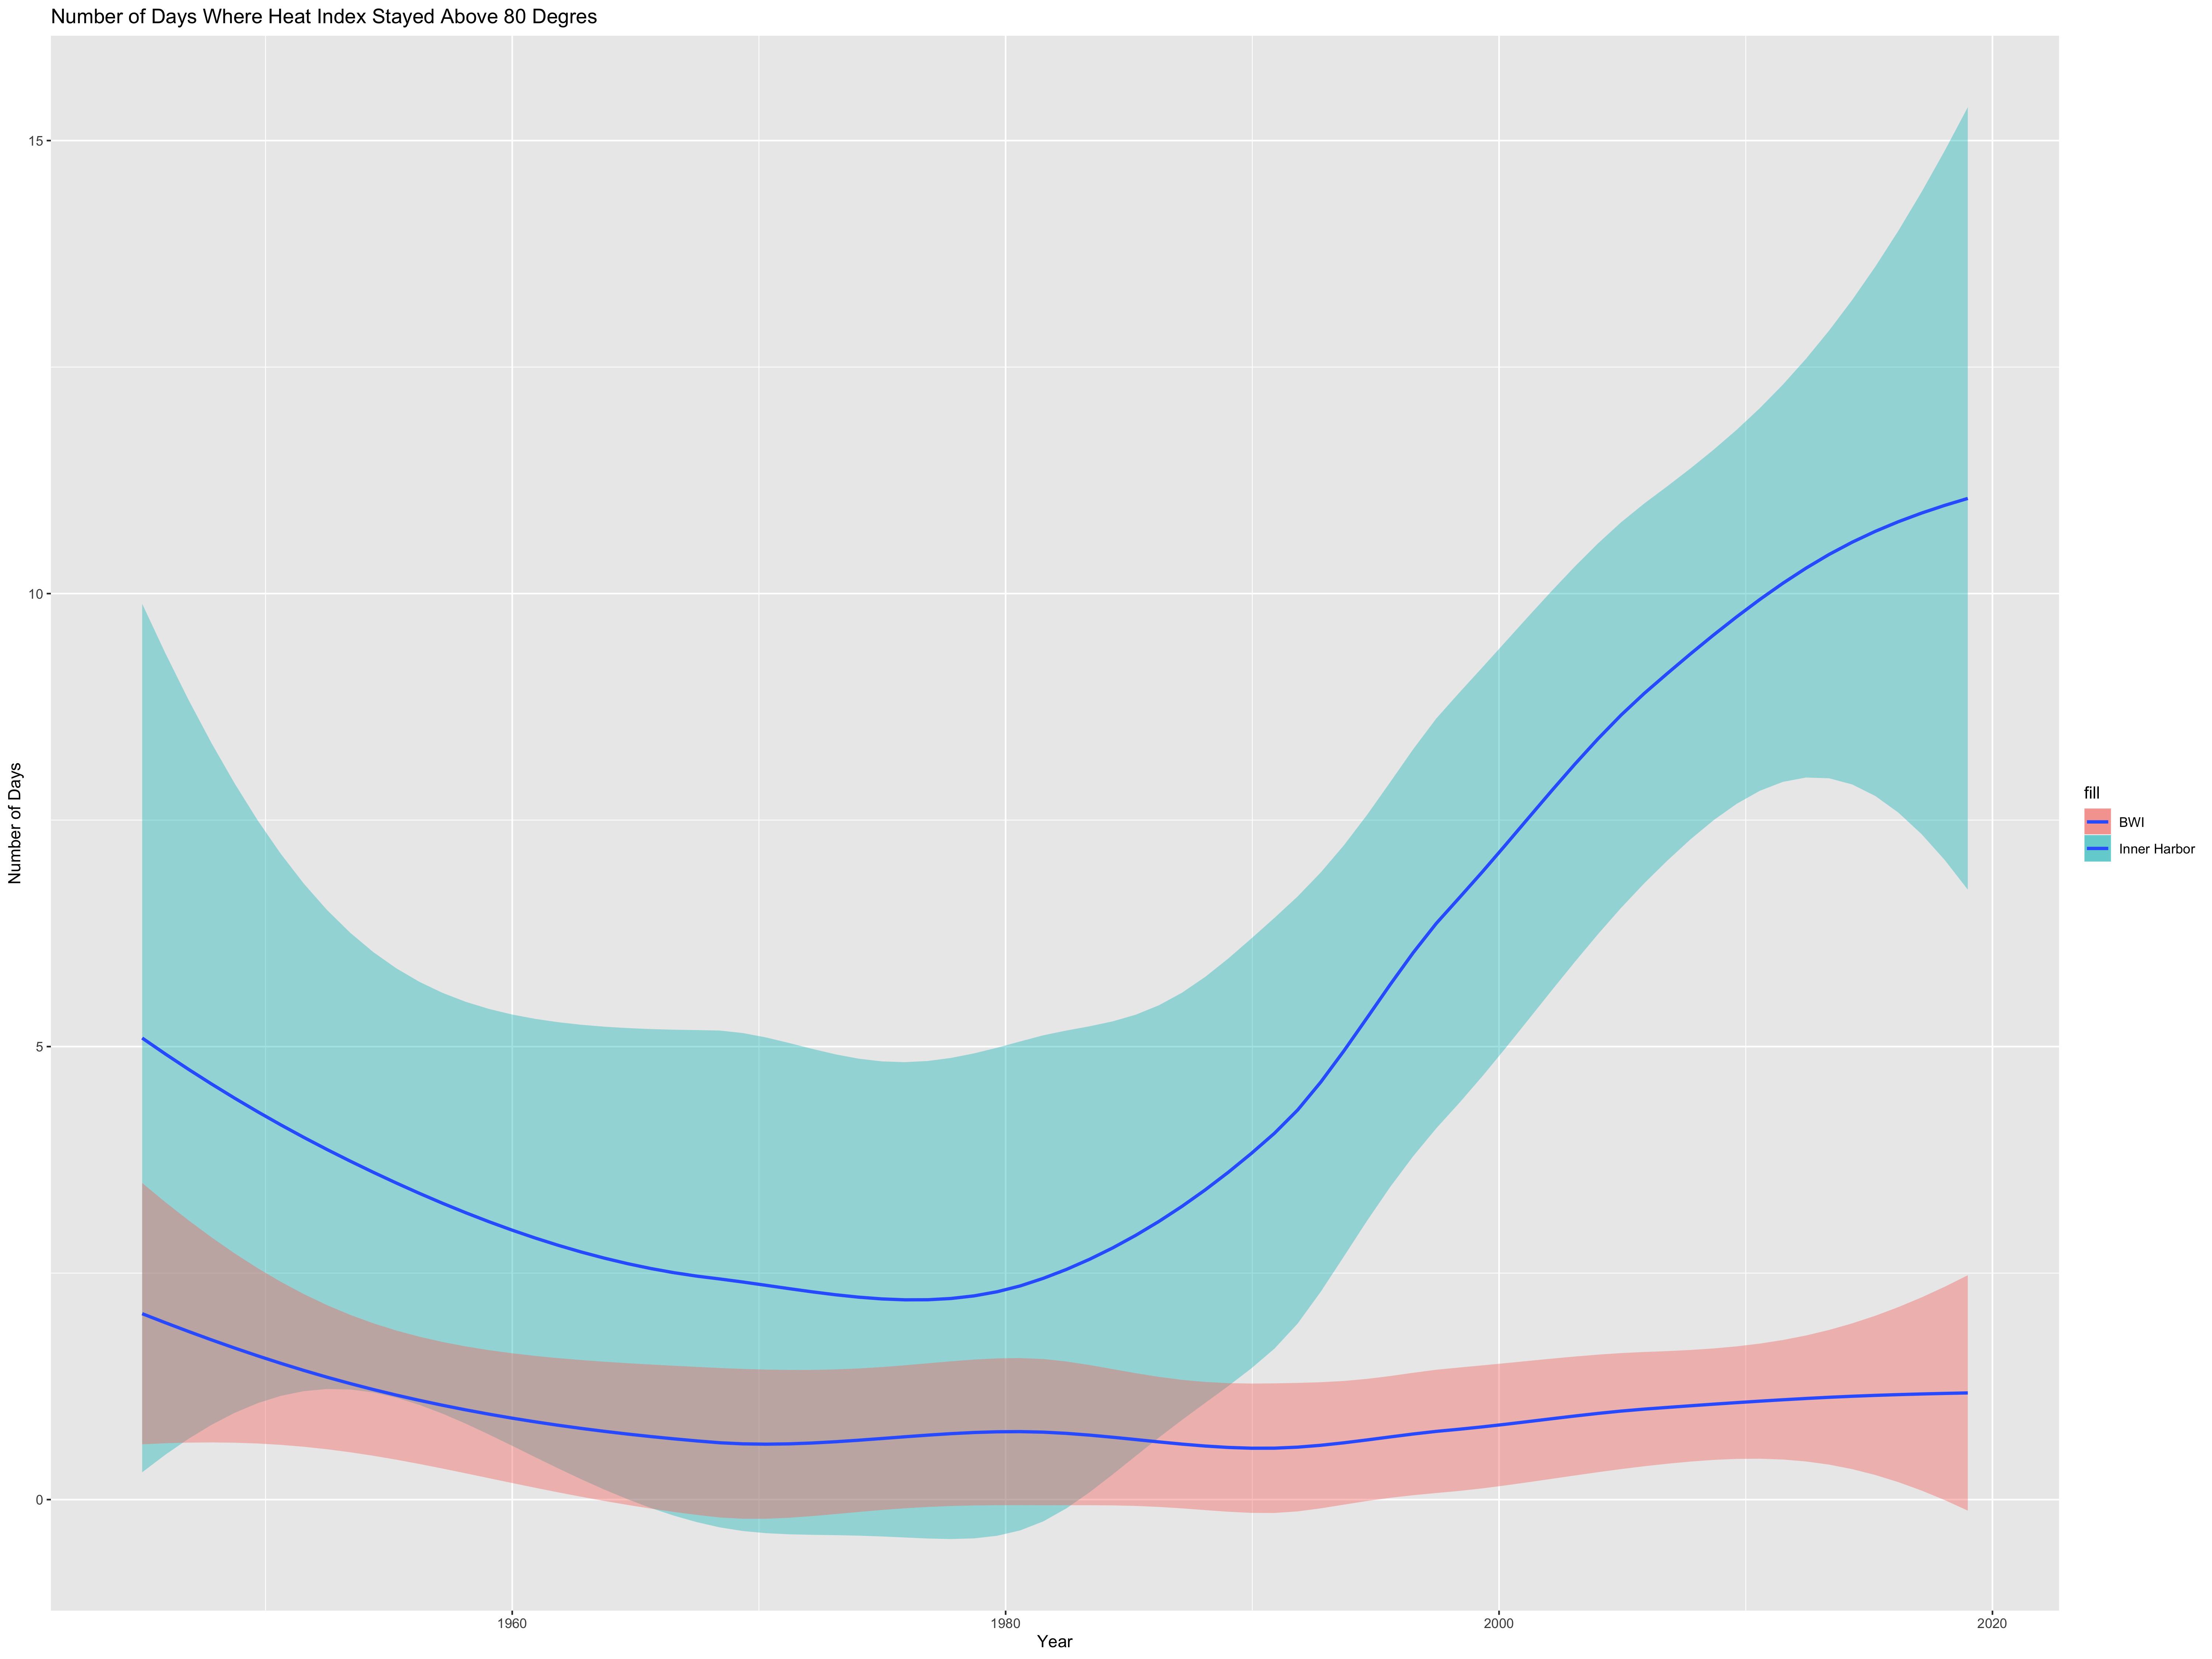 Number of Days Where Heat Index Stayed Above 80 Degres
15
10
5
0
Number of Days
1960
1980
2000
2020
Year
fill
BWI
Inner Harbor